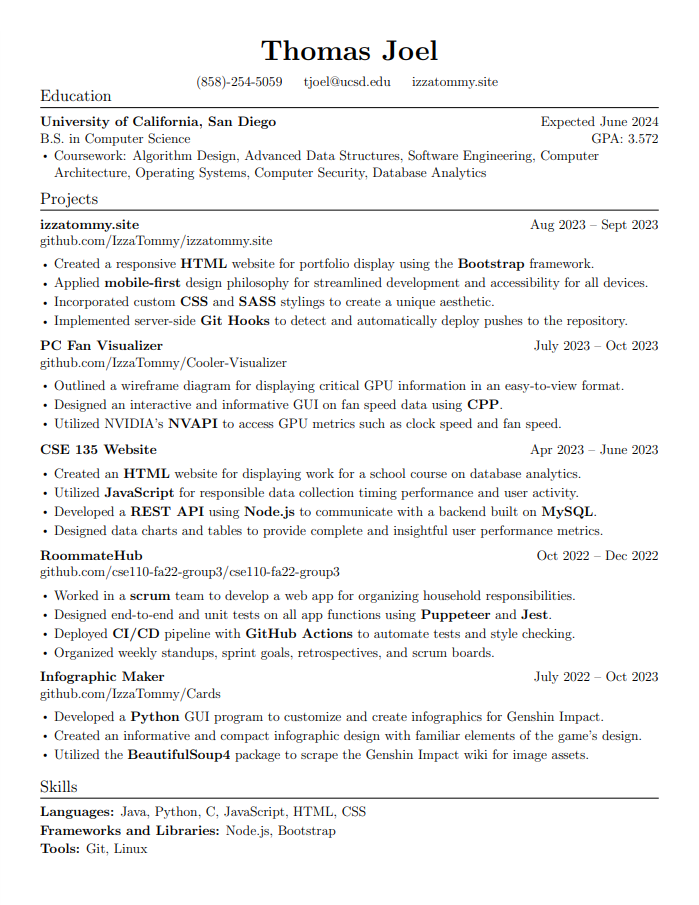 Thomas Joel
(858)-254-5059 tjoel@ucsd.edu izzatommy.site
Education
University of California, San Diego Expected June 2024
B.S. in Computer Science GPA: 3.572
• Coursework: Algorithm Design, Advanced Data Structures, Software Engineering, Computer
Architecture, Operating Systems, Computer Security, Database Analytics
Projects
izzatommy.site Aug 2023 – Sept 2023
github.com/IzzaTommy/izzatommy.site
• Created a responsive HTML website for portfolio display using the Bootstrap framework.
• Applied mobile-first design philosophy for streamlined development and accessibility for all devices.
• Incorporated custom CSS and SASS stylings to create a unique aesthetic.
• Implemented server-side Git Hooks to detect and automatically deploy pushes to the repository.
PC Fan Visualizer July 2023 – Oct 2023
github.com/IzzaTommy/Cooler-Visualizer
• Outlined a wireframe diagram for displaying critical GPU information in an easy-to-view format.
• Designed an interactive and informative GUI on fan speed data using CPP.
• Utilized NVIDIA's NVAPI to access GPU metrics such as clock speed and fan speed.
CSE 135 Website Apr 2023 – June 2023
• Created an HTML website for displaying work for a school course on database analytics.
• Utilized JavaScript for responsible data collection timing performance and user activity.
• Developed a REST API using Node.js to communicate with a backend built on MySQL.
• Designed data charts and tables to provide complete and insightful user performance metrics.
RoommateHub Oct 2022 – Dec 2022
github.com/cse110-fa22-group3/cse110-fa22-group3
• Worked in a scrum team to develop a web app for organizing household responsibilities.
• Designed end-to-end and unit tests on all app functions using Puppeteer and Jest.
• Deployed CI/CD pipeline with GitHub Actions to automate tests and style checking.
• Organized weekly standups, sprint goals, retrospectives, and scrum boards.
Infographic Maker July 2022 – Oct 2023
github.com/IzzaTommy/Cards
• Developed a Python GUI program to customize and create infographics for Genshin Impact.
• Created an informative and compact infographic design with familiar elements of the game's design.
• Utilized the BeautifulSoup4 package to scrape the Genshin Impact wiki for image assets.
Skills
Languages: Java, Python, C, JavaScript, HTML, CSS
Frameworks and Libraries: Node.js, Bootstrap
Tools: Git, Linux